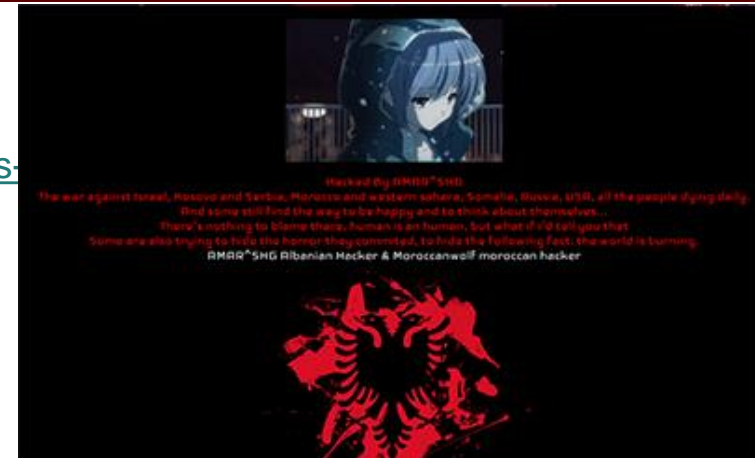 s-
Hacked By AMAR^SHG
The war against Israel, Kosovo and Serbia, Morocco and western sahara, Somalia, Russia, USA, all the people dying daily
And some still find the way to be happy and to think about themselves...
There's nothing to blame there, human is an human, but what if i'd tell you that
Some are also trying to hide the horror they commited, to hide the following fact, the world is burning.
AMAR^SHG Albanian Hacker & Moroccanwolf moroccan hacker